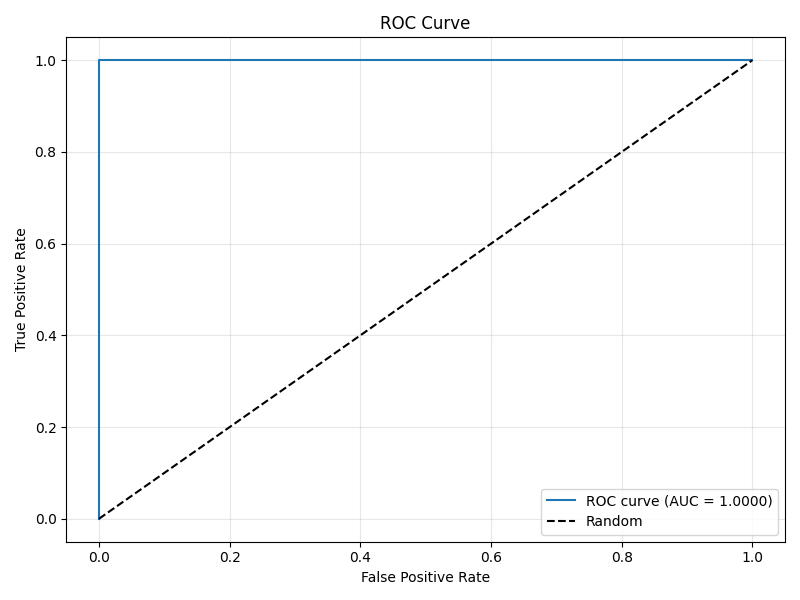 ROC Curve
True Positive Rate
1.0
0.8
0.6
0.4
0.2
0.0
0.0 0.2 0.4 0.6 0.8 1.0
False Positive Rate
ROC curve (AUC = 1.0000)
Random